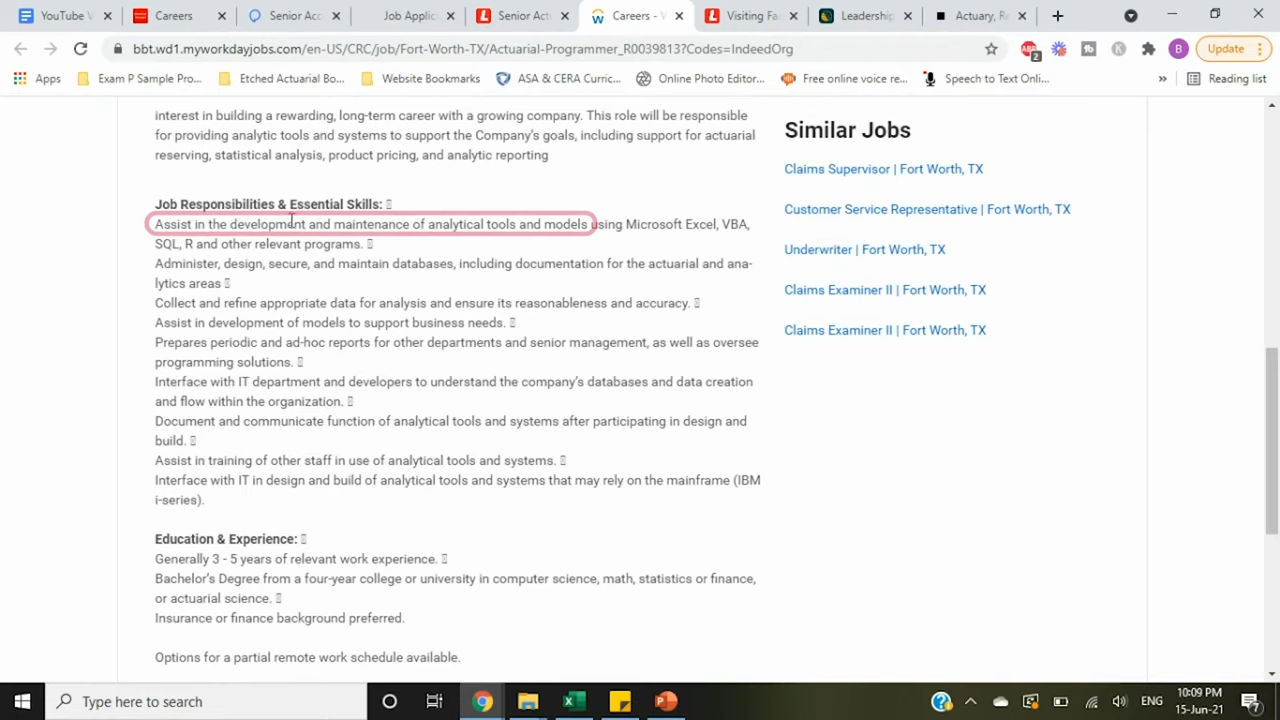 YouTube V
Careers
Senior Acc
Job Applic
Senior Act
Careers - V
Visiting Fa
Leadership
Actuary, Re
bbt.wd1.myworkdayjobs.com/en-US/CRC/job/Fort-Worth-TX/Actuarial-Programmer_R0039813?Codes=IndeedOrg
ABP
2
K
B
Update
Apps
Exam P Sample Pro...
Etched Actuarial Bo...
Website Bookmarks
ASA & CERA Curric...
Online Photo Editor...
Free online voice re...
Speech to Text Onli...
»
Reading list
interest in building a rewarding, long-term career with a growing company. This role will be responsible
for providing analytic tools and systems to support the Company's goals, including support for actuarial
reserving, statistical analysis, product pricing, and analytic reporting
Job Responsibilities & Essential Skills:
Assist in the development and maintenance of analytical tools and models using Microsoft Excel, VBA,
SQL, R and other relevant programs.
Administer, design, secure, and maintain databases, including documentation for the actuarial and ana-
lytics areas
Collect and refine appropriate data for analysis and ensure its reasonableness and accuracy.
Assist in development of models to support business needs.
Prepares periodic and ad-hoc reports for other departments and senior management, as well as oversee
programming solutions.
Interface with IT department and developers to understand the company's databases and data creation
and flow within the organization.
Document and communicate function of analytical tools and systems after participating in design and
build.
Assist in training of other staff in use of analytical tools and systems.
Interface with IT in design and build of analytical tools and systems that may rely on the mainframe (IBM
i-series).
Education & Experience:
Generally 3 - 5 years of relevant work experience.
Bachelor's Degree from a four-year college or university in computer science, math, statistics or finance,
or actuarial science.
Insurance or finance background preferred.
Options for a partial remote work schedule available.
Similar Jobs
Claims Supervisor | Fort Worth, TX
Customer Service Representative | Fort Worth, TX
Underwriter | Fort Worth, TX
Claims Examiner II | Fort Worth, TX
Claims Examiner II | Fort Worth, TX
Type here to search
ENG
10:09 PM
15-Jun-21
7